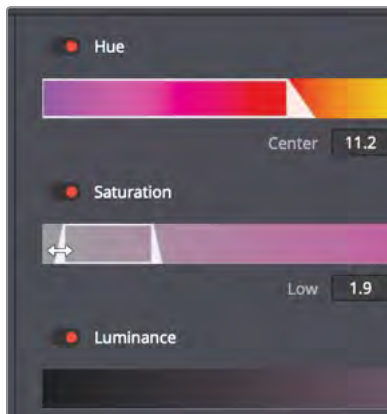 Hue
Center 11.2
Saturation
Low 1.9
Luminance